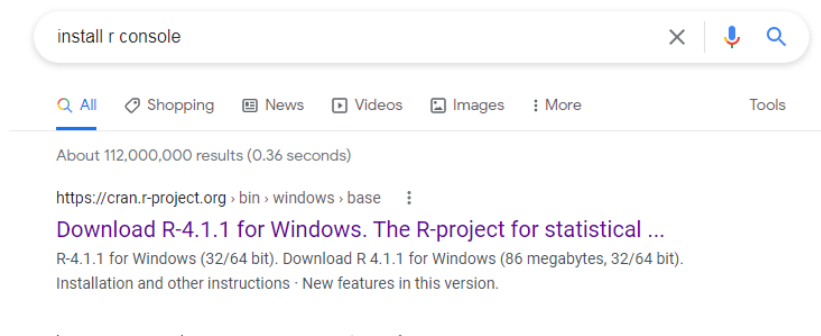 install r console
All Shopping News Videos Images More Tools
About 112,000,000 results (0.36 seconds)
https://cran.r-project.org › bin › windows › base
Download R-4.1.1 for Windows. The R-project for statistical ...
R-4.1.1 for Windows (32/64 bit). Download R 4.1.1 for Windows (86 megabytes, 32/64 bit).
Installation and other instructions · New features in this version.